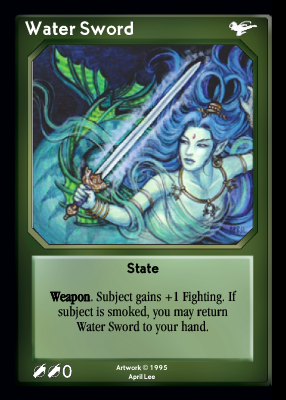 Water Sword
State
Weapon. Subject gains +1 Fighting. If
subject is smoked, you may return
Water Sword to your hand.
0
Artwork © 1995
April Lee